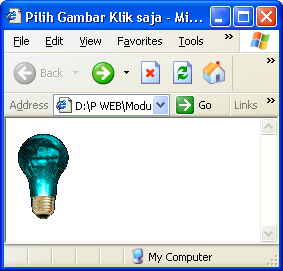 Pilih Gambar Klik saja - Mi...
File Edit View Favorites Tools »
Back »
Address D:\P WEB\Modu Go Links »
My Computer